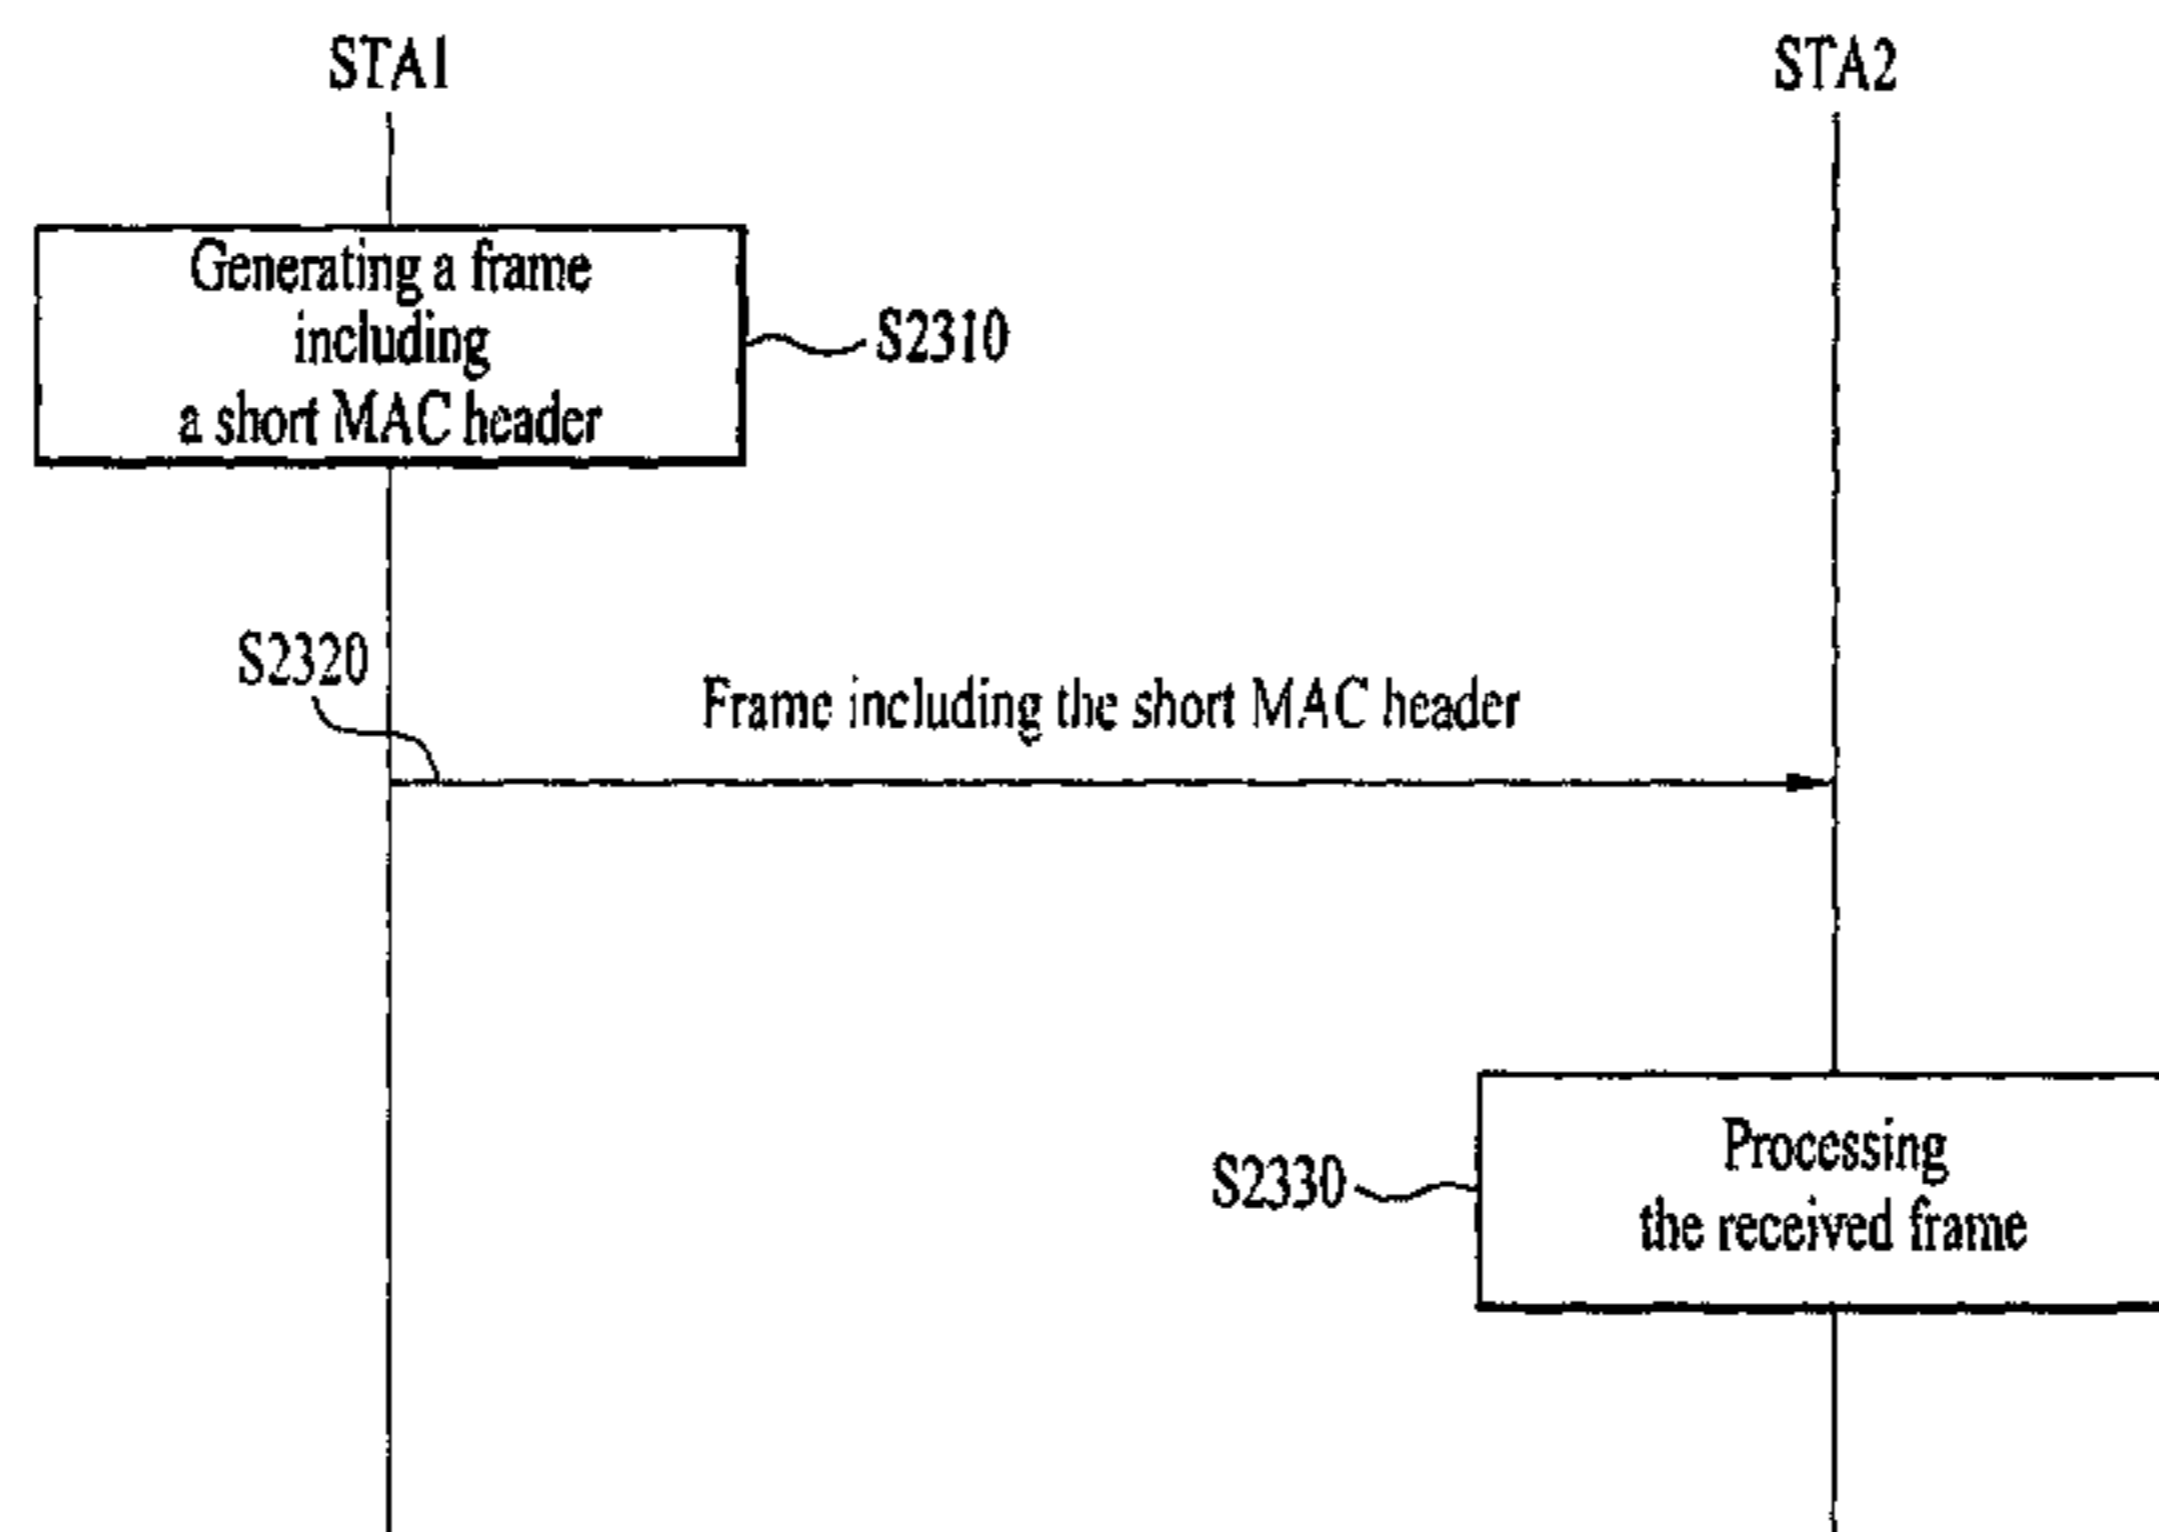 STA1
STA2
Generating a frame
including
a short MAC header
S2310
S2320
Frame including the short MAC header
S2330
Processing
the received frame